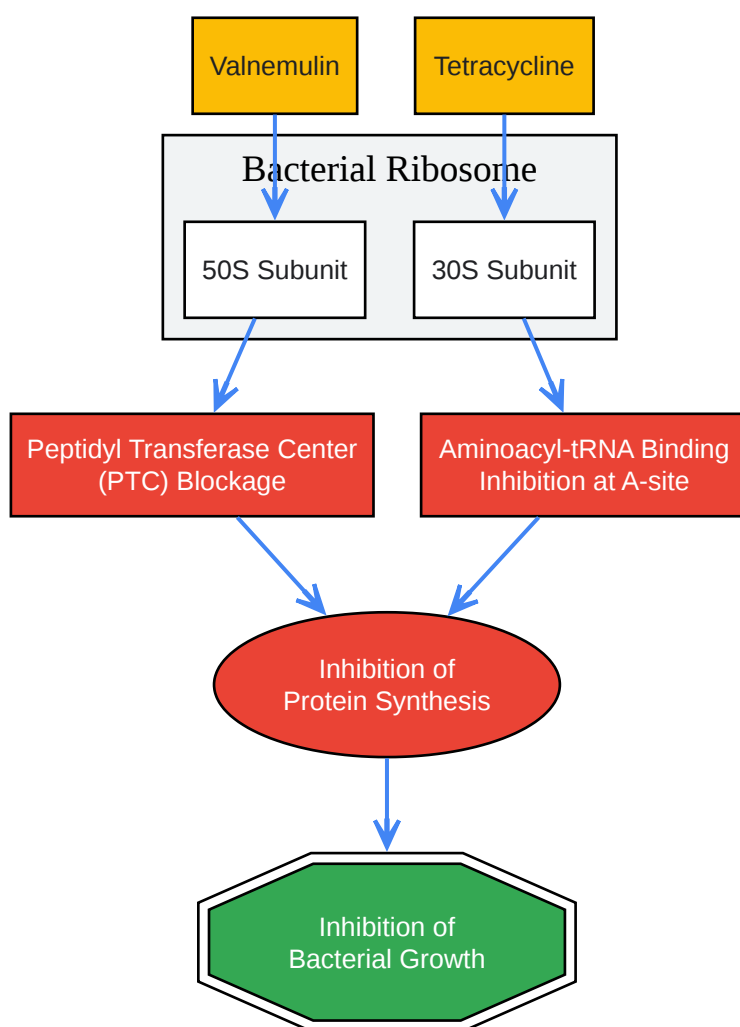 Valnemulin
Tetracycline
Bacterial Ribosome
50S Subunit
30S Subunit
Peptidyl Transferase Center
(PTC) Blockage
Aminoacyl-tRNA Binding
Inhibition at A-site
Inhibition of
Protein Synthesis
Inhibition of
Bacterial Growth